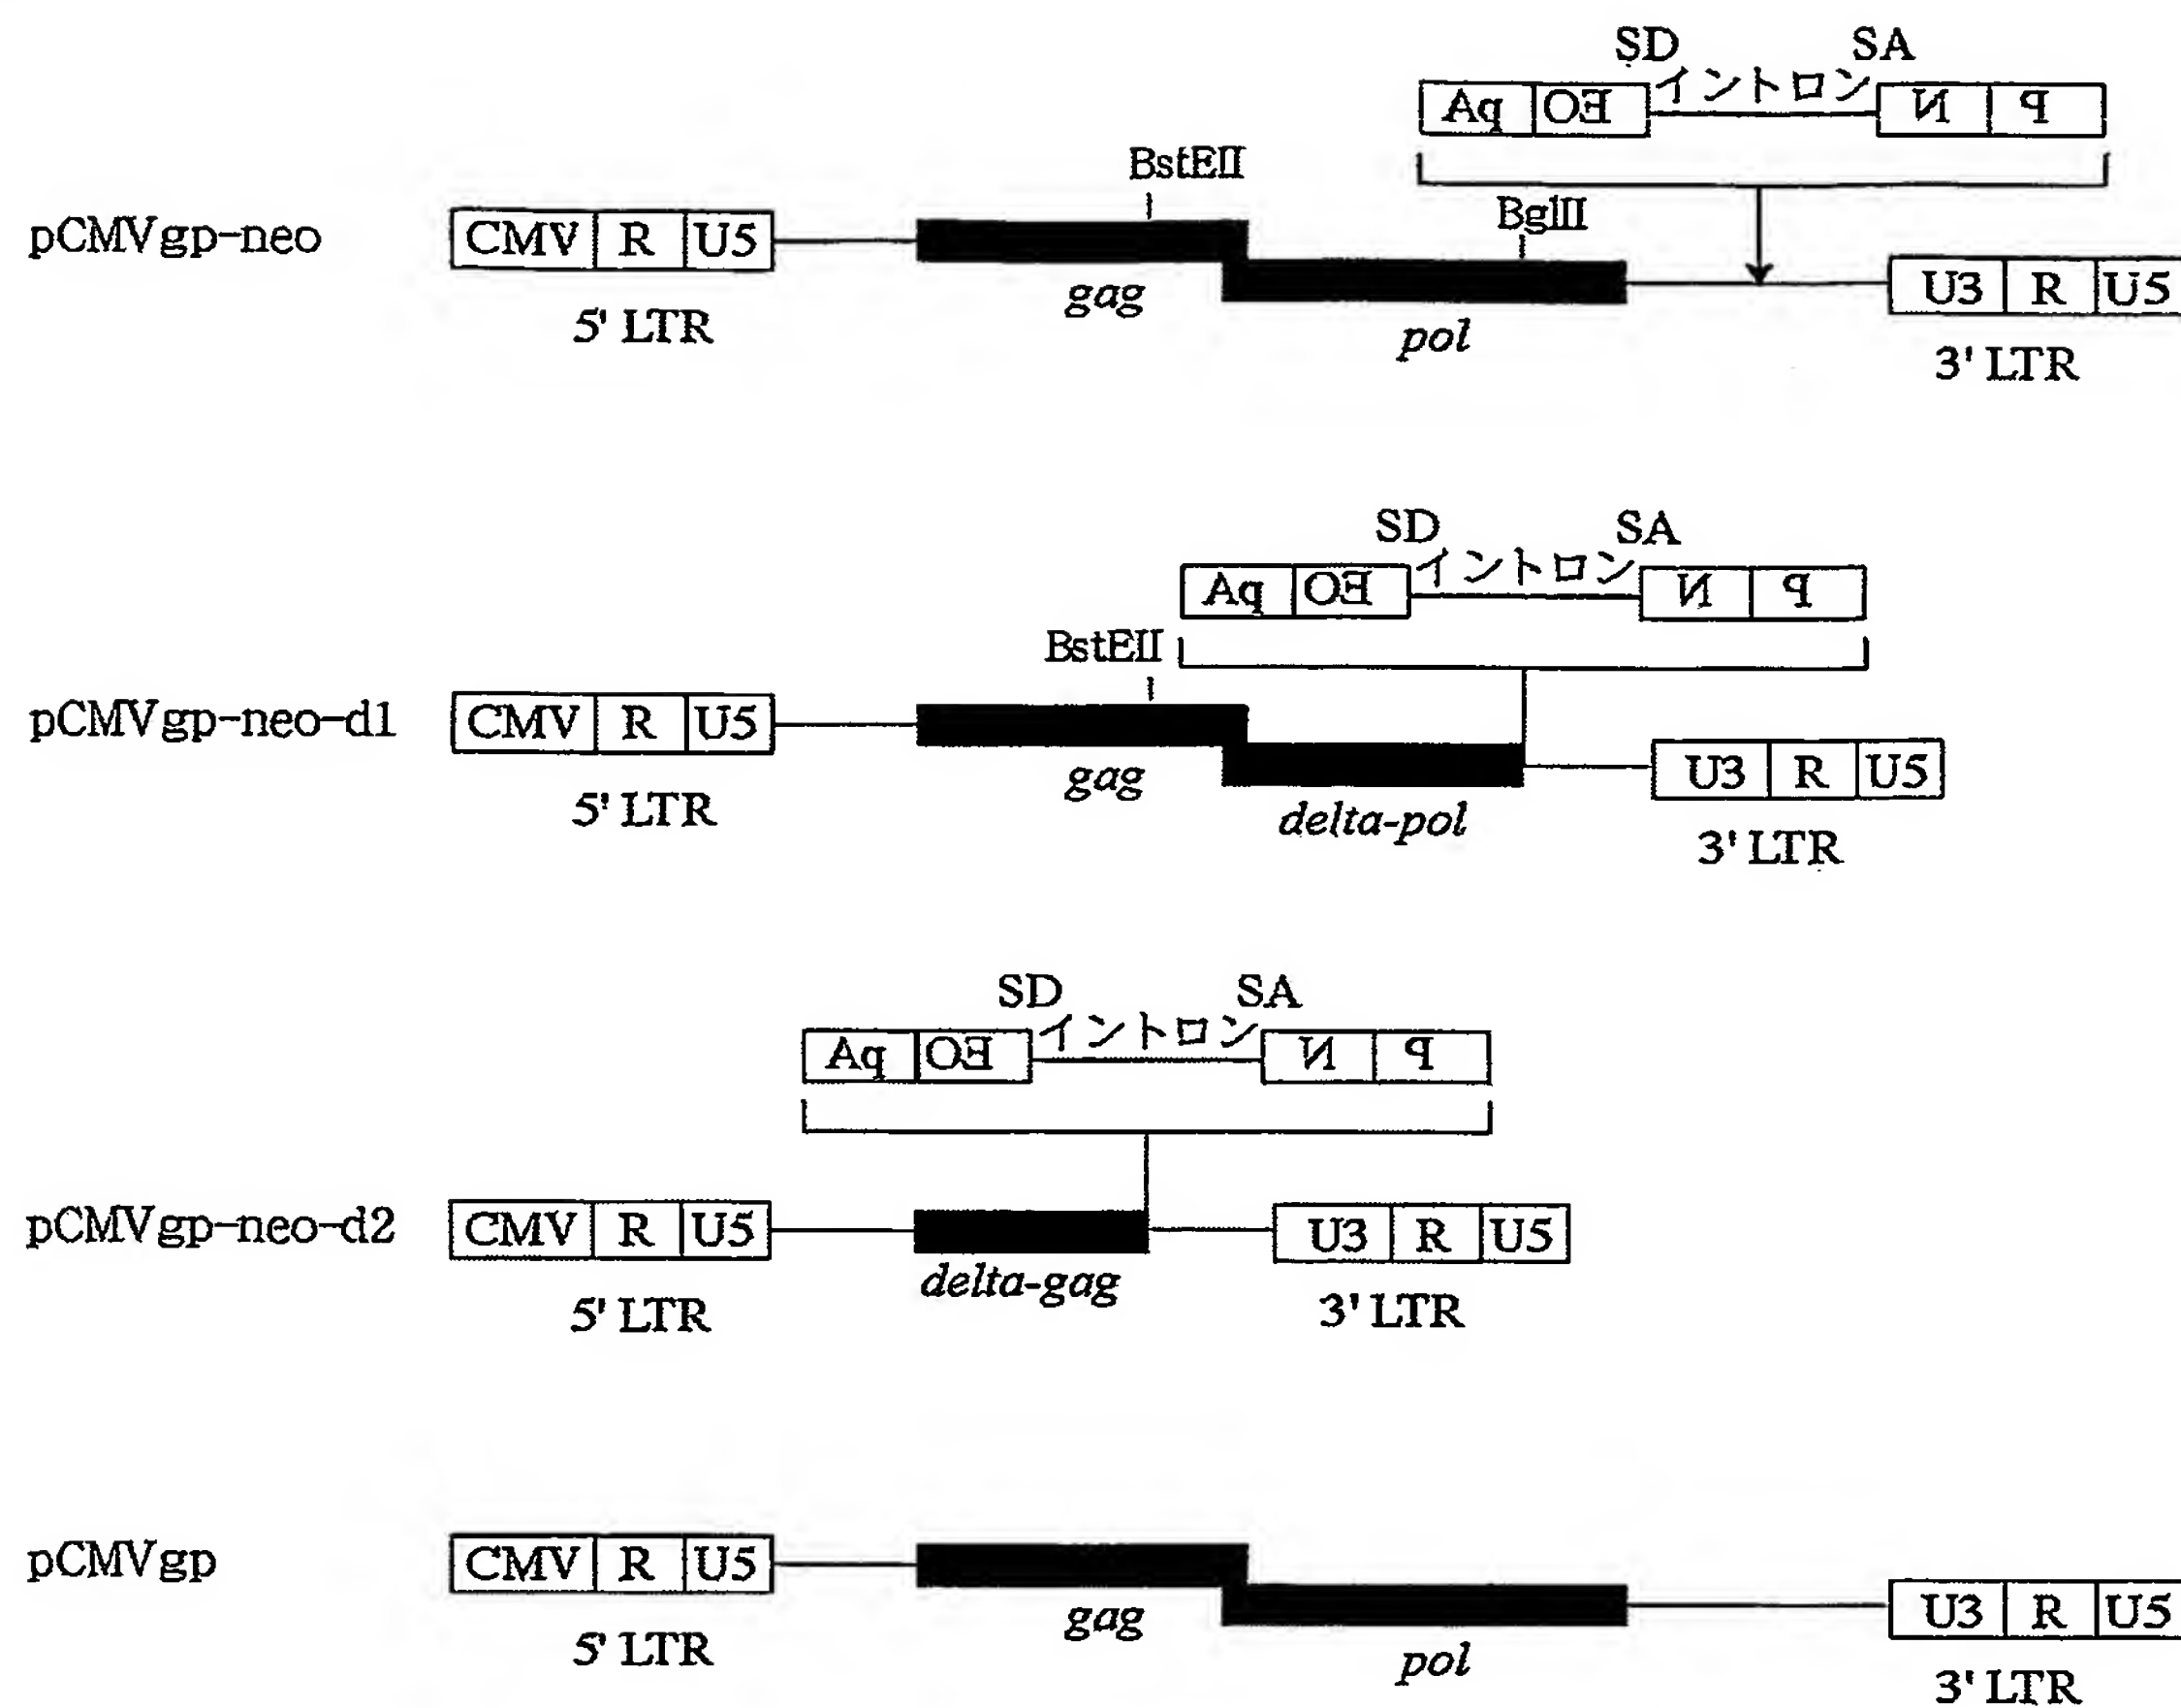 SD SA
イントロン
Aq OE N P
BstEII
BglII
pCMVgp-neo CMV R U5
gag
pol
U3 R U5
5' LTR
3' LTR
SD SA
イントロン
Aq OE N P
BstEII
pCMVgp-neo-d1 CMV R U5
gag
U3 R U5
5' LTR
delta-pol
3' LTR
SD SA
イントロン
Aq OE N P
pCMVgp-neo-d2 CMV R U5 U3 R U5
delta-gag
5' LTR 3' LTR
pCMVgp CMV R U5
gag
U3 R U5
5' LTR
pol
3' LTR